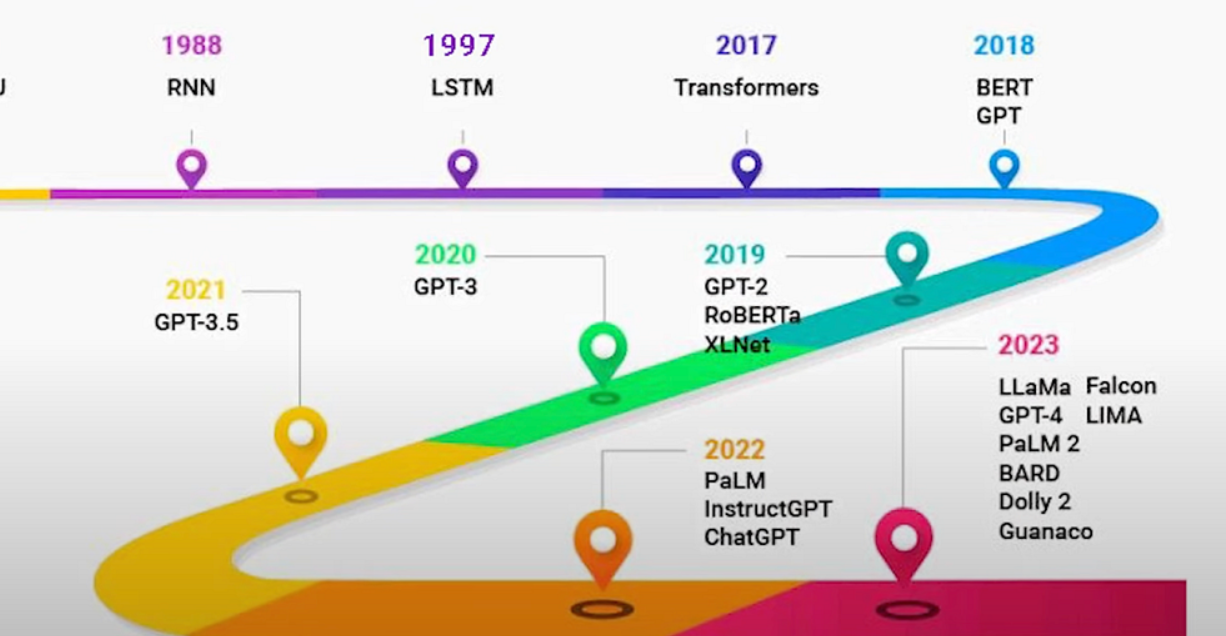 1988
RNN
1997
LSTM
2017
Transformers
2018
BERT
GPT
2019
GPT-2
RoBERTa
XLNet
2020
GPT-3
2021
GPT-3.5
2022
PaLM
InstructGPT
ChatGPT
2023
LLaMa Falcon
GPT-4 LIMA
PaLM 2
BARD
Dolly 2
Guanaco